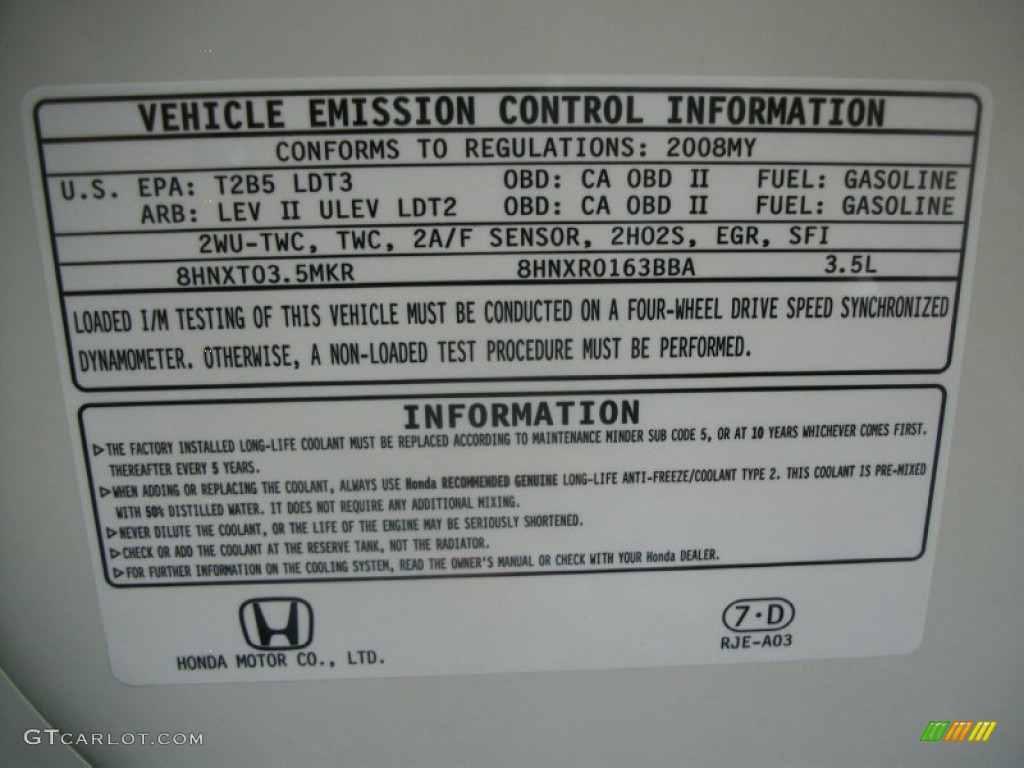 VEHICLE EMISSION CONTROL INFORMATION
CONFORMS TO REGULATIONS: 2008MY
U.S. EPA: T2B5 LDT3 OBD: CA OBD II FUEL: GASOLINE
ARB: LEV II ULEV LDT2 OBD: CA OBD II FUEL: GASOLINE
2WU-TWC, TWC, 2A/F SENSOR, 2HO2S, EGR, SFI
8HNXT03.5MKR 8HNXR0163BBA 3.5L
LOADED I/M TESTING OF THIS VEHICLE MUST BE CONDUCTED ON A FOUR-WHEEL DRIVE SPEED SYNCHRONIZED
DYNAMOMETER. OTHERWISE, A NON-LOADED TEST PROCEDURE MUST BE PERFORMED.
INFORMATION
▷THE FACTORY INSTALLED LONG-LIFE COOLANT MUST BE REPLACED ACCORDING TO MAINTENANCE MINDER SUB CODE 5, OR AT 10 YEARS WHICHEVER COMES FIRST.
THEREAFTER EVERY 5 YEARS.
▷WHEN ADDING OR REPLACING THE COOLANT, ALWAYS USE Honda RECOMMENDED GENUINE LONG-LIFE ANTI-FREEZE/COOLANT TYPE 2. THIS COOLANT IS PRE-MIXED
WITH 50% DISTILLED WATER. IT DOES NOT REQUIRE ANY ADDITIONAL MIXING.
▷NEVER DILUTE THE COOLANT, OR THE LIFE OF THE ENGINE MAY BE SERIOUSLY SHORTENED.
▷CHECK OR ADD THE COOLANT AT THE RESERVE TANK, NOT THE RADIATOR.
▷FOR FURTHER INFORMATION ON THE COOLING SYSTEM, READ THE OWNER'S MANUAL OR CHECK WITH YOUR Honda DEALER.
7·D
HONDA MOTOR CO., LTD. RJE-A03
GTCARLOT.COM